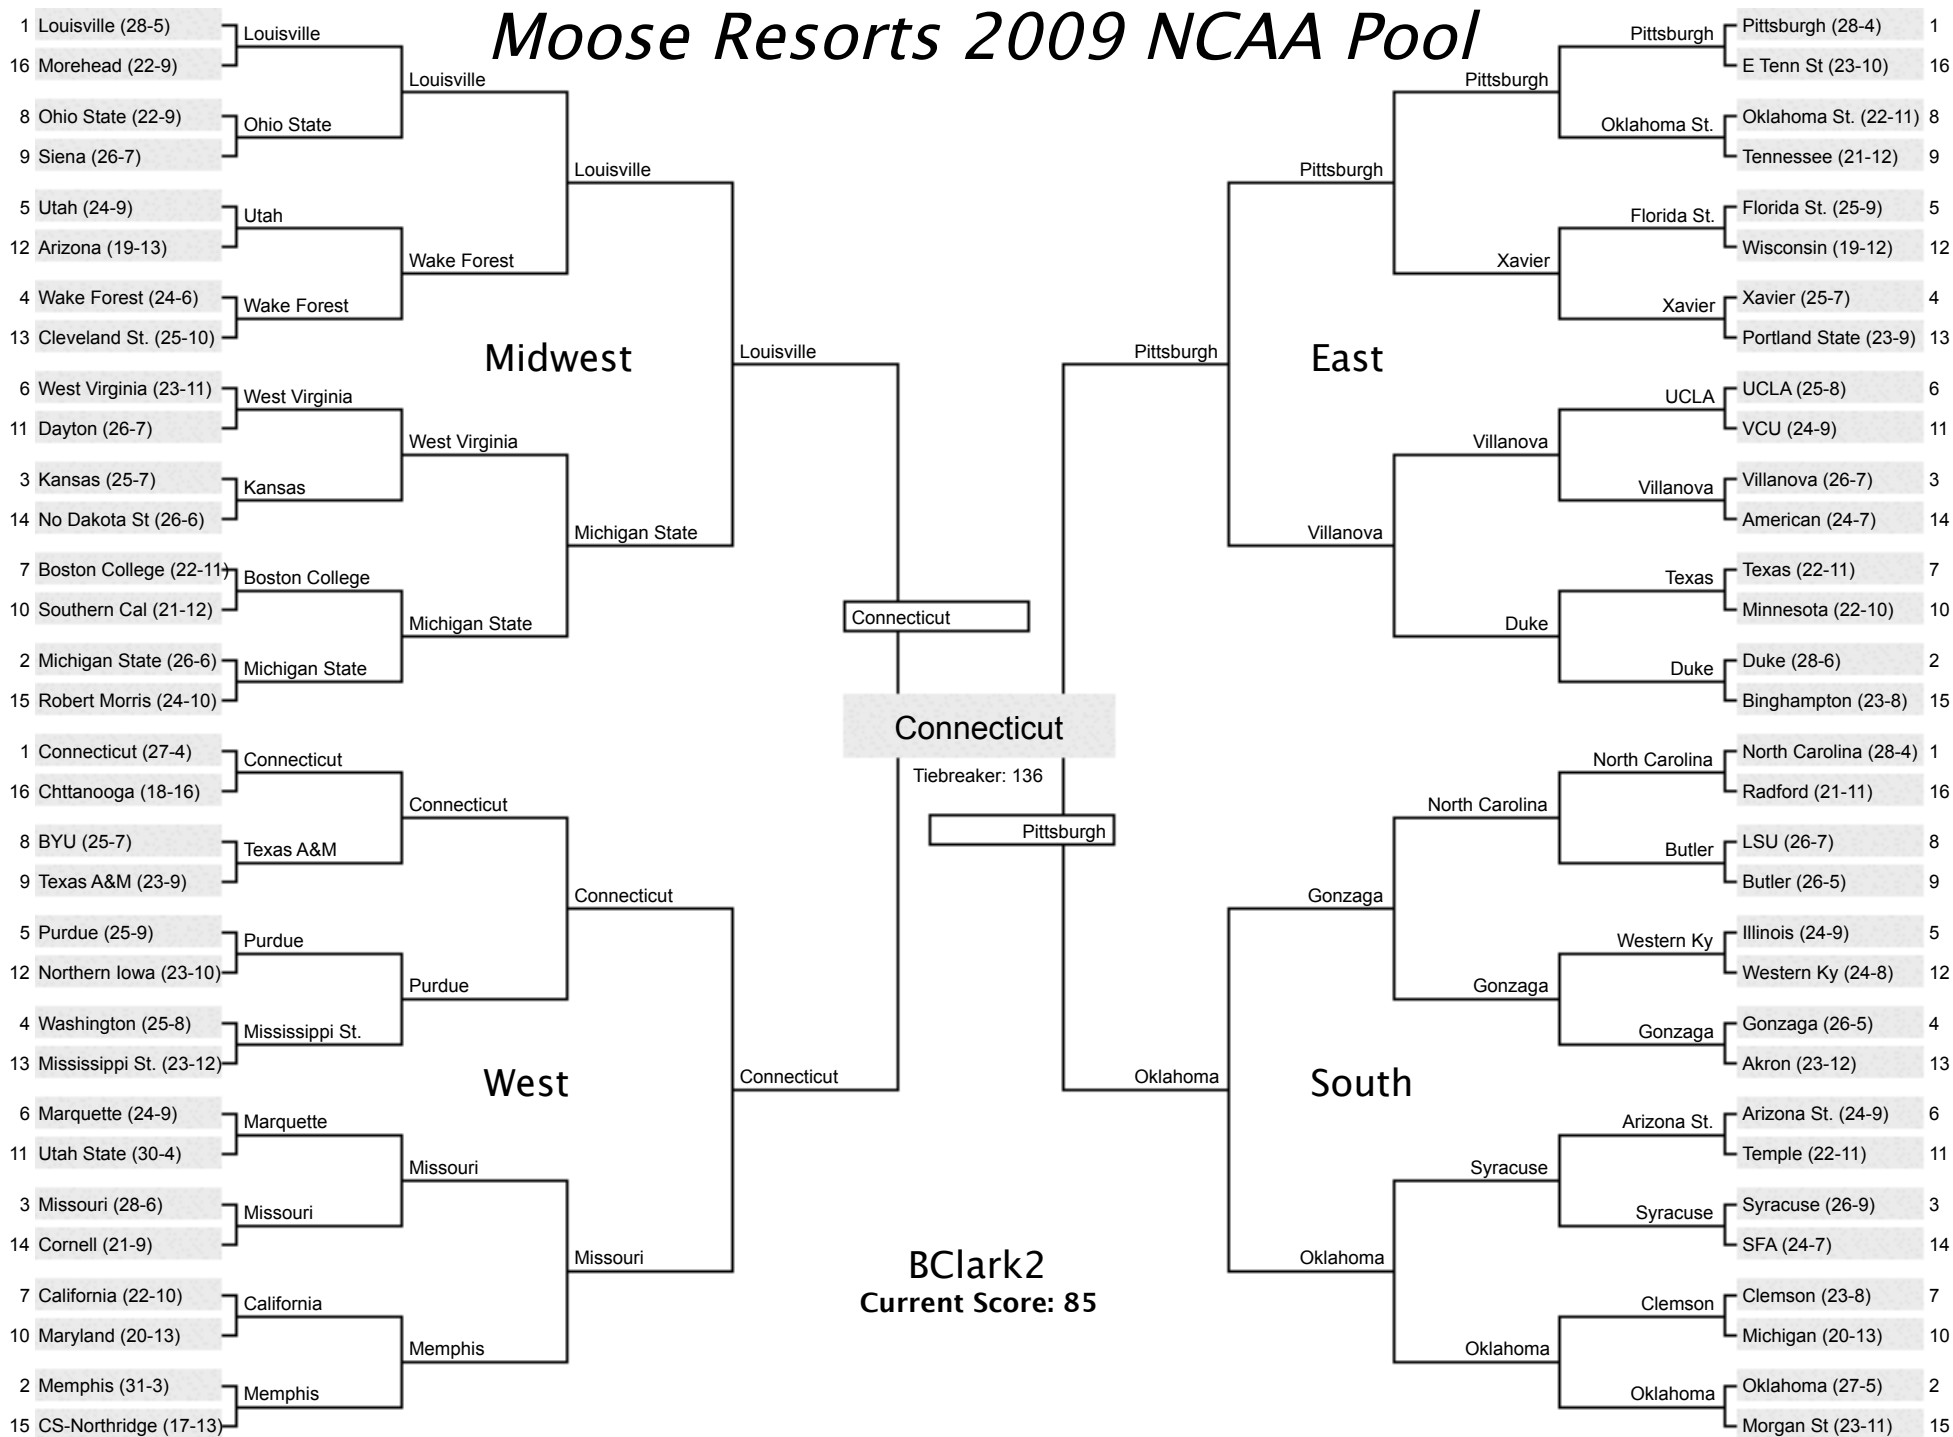 Moose Resorts 2009 NCAA Pool
1 Louisville (28-5)
16 Morehead (22-9)
8 Ohio State (22-9)
9 Siena (26-7)
5 Utah (24-9)
12 Arizona (19-13)
4 Wake Forest (24-6)
13 Cleveland St. (25-10)
6 West Virginia (23-11)
11 Dayton (26-7)
3 Kansas (25-7)
14 No Dakota St (26-6)
7 Boston College (22-11)
10 Southern Cal (21-12)
2 Michigan State (26-6)
15 Robert Morris (24-10)
Louisville
Ohio State
Utah
Wake Forest
West Virginia
Kansas
Boston College
Michigan State
Louisville
Wake Forest
West Virginia
Michigan State
Louisville
Michigan State
Midwest
Louisville
1 Connecticut (27-4)
16 Chttanooga (18-16)
8 BYU (25-7)
9 Texas A&M (23-9)
5 Purdue (25-9)
12 Northern Iowa (23-10)
4 Washington (25-8)
13 Mississippi St. (23-12)
6 Marquette (24-9)
11 Utah State (30-4)
3 Missouri (28-6)
14 Cornell (21-9)
7 California (22-10)
10 Maryland (20-13)
2 Memphis (31-3)
15 CS-Northridge (17-13)
Connecticut
Texas A&M
Purdue
Mississippi St.
Marquette
Missouri
California
Memphis
Connecticut
Purdue
Missouri
Memphis
Connecticut
Missouri
West
Connecticut
Connecticut
Connecticut
Tiebreaker: 136
Pittsburgh
BClark2
Current Score: 85
Pittsburgh
East
Pittsburgh
Villanova
Pittsburgh
Xavier
Villanova
Duke
Pittsburgh
Oklahoma St.
Florida St.
Xavier
UCLA
Villanova
Texas
Duke
Pittsburgh (28-4) 1
E Tenn St (23-10) 16
Oklahoma St. (22-11) 8
Tennessee (21-12) 9
Florida St. (25-9) 5
Wisconsin (19-12) 12
Xavier (25-7) 4
Portland State (23-9) 13
UCLA (25-8) 6
VCU (24-9) 11
Villanova (26-7) 3
American (24-7) 14
Texas (22-11) 7
Minnesota (22-10) 10
Duke (28-6) 2
Binghampton (23-8) 15
Oklahoma
South
Gonzaga
Oklahoma
North Carolina
Gonzaga
Syracuse
Oklahoma
North Carolina
Butler
Western Ky
Gonzaga
Arizona St.
Syracuse
Clemson
Oklahoma
North Carolina (28-4) 1
Radford (21-11) 16
LSU (26-7) 8
Butler (26-5) 9
Illinois (24-9) 5
Western Ky (24-8) 12
Gonzaga (26-5) 4
Akron (23-12) 13
Arizona St. (24-9) 6
Temple (22-11) 11
Syracuse (26-9) 3
SFA (24-7) 14
Clemson (23-8) 7
Michigan (20-13) 10
Oklahoma (27-5) 2
Morgan St (23-11) 15